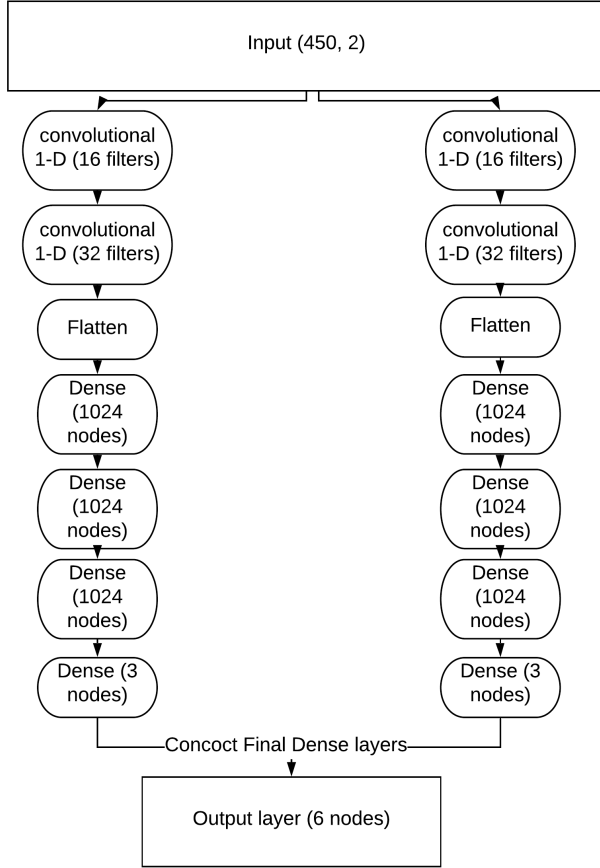 Input (450, 2)
convolutional
1-D (16 filters)
convolutional
1-D (32 filters)
Flatten
Dense
(1024
nodes)
Dense
(1024
nodes)
Dense
(1024
nodes)
Dense (3
nodes)
convolutional
1-D (16 filters)
convolutional
1-D (32 filters)
Flatten
Dense
(1024
nodes)
Dense
(1024
nodes)
Dense
(1024
nodes)
Dense (3
nodes)
Concoct Final Dense layers
Output layer (6 nodes)